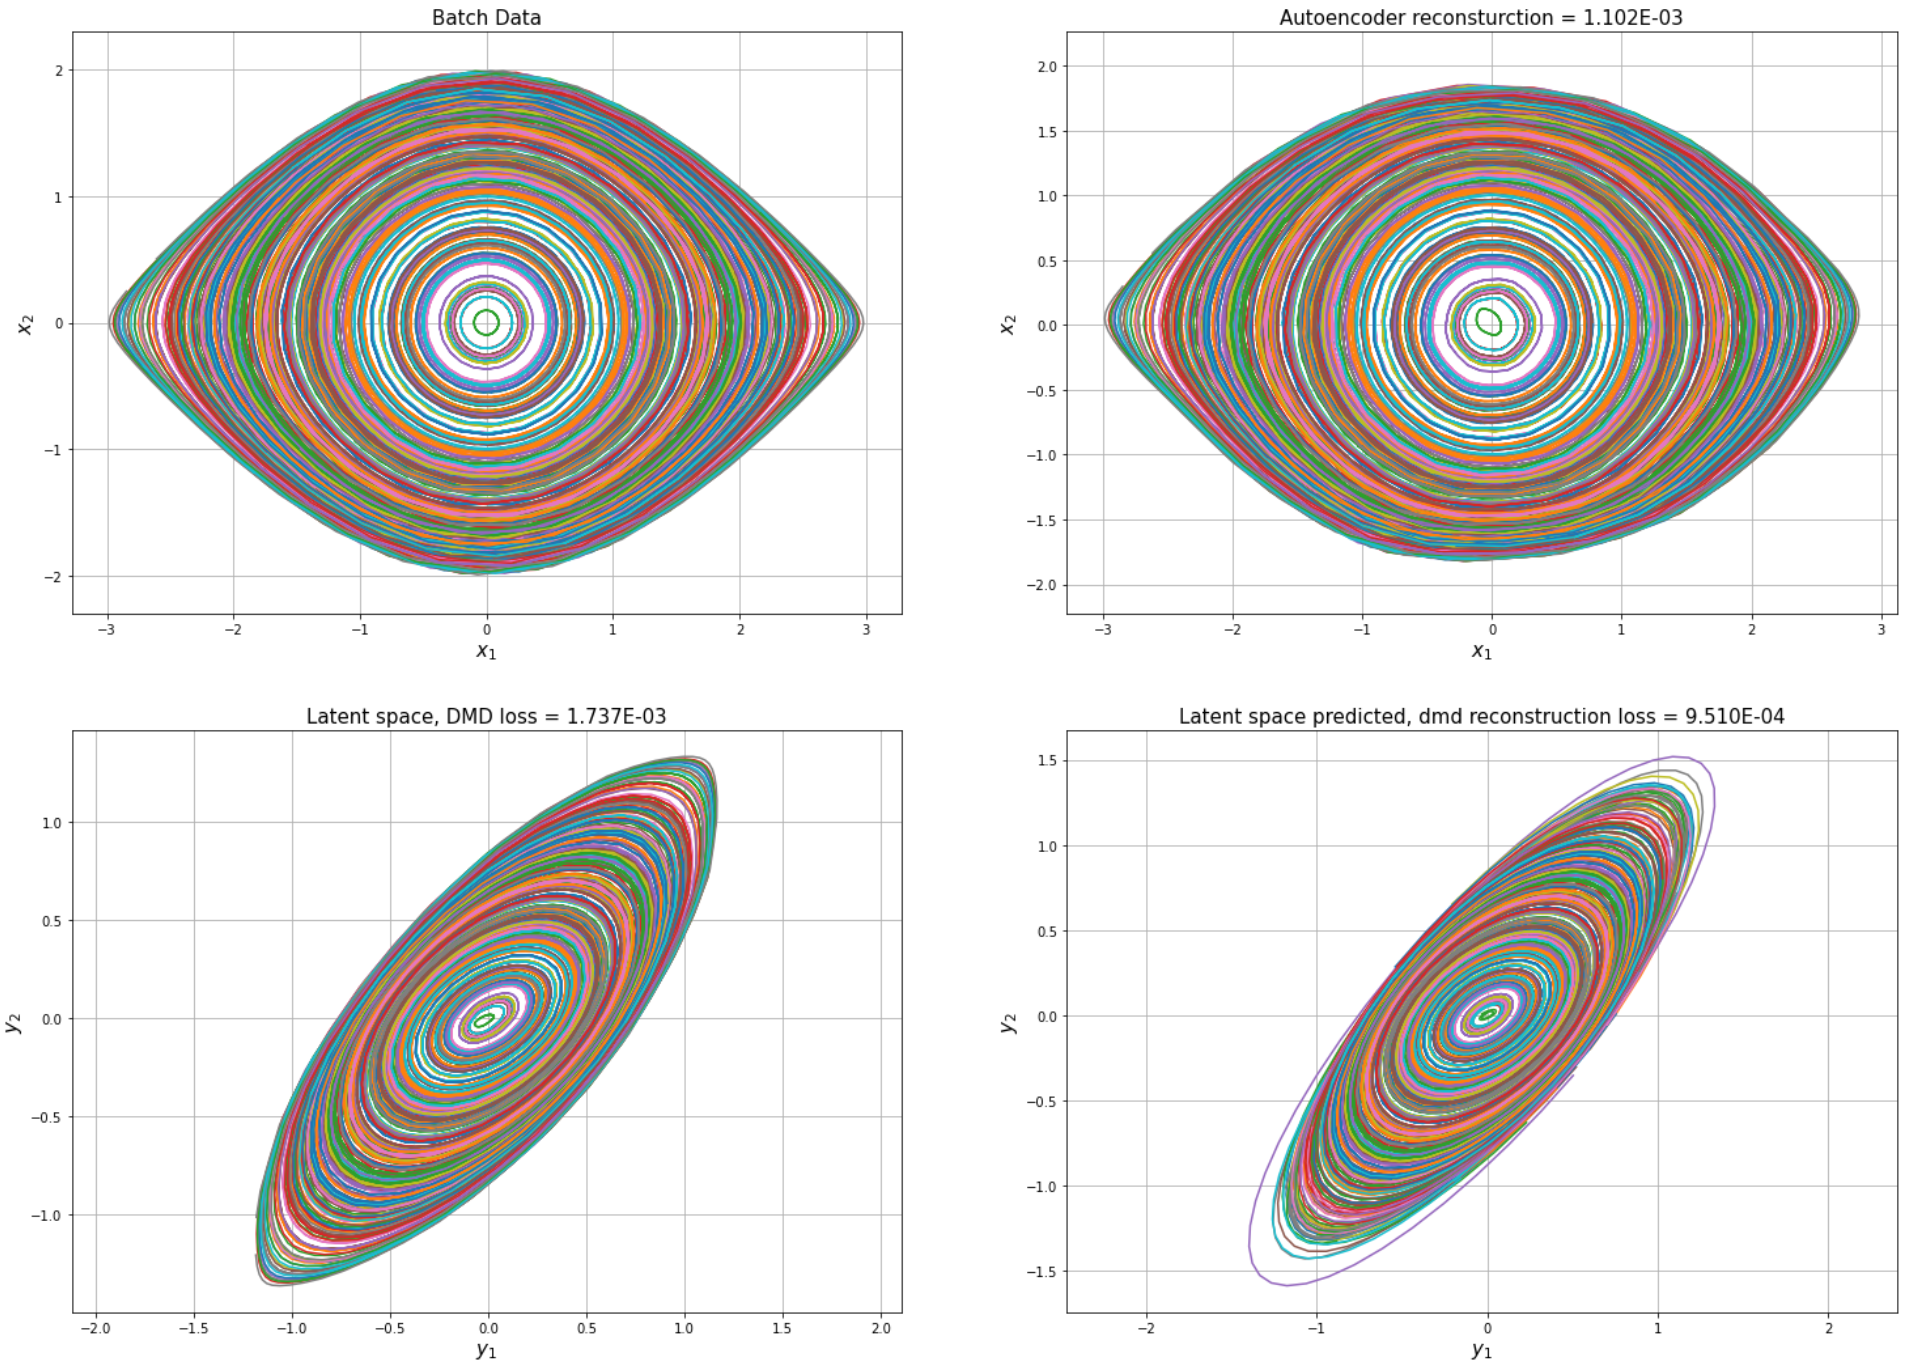 Batch Data
2
1
0
−1
−2
x2
−3 −2 −1 0 1 2 3
x1
Autoencoder reconsturction = 1.102E-03
2.0
1.5
1.0
0.5
0.0
−0.5
−1.0
−1.5
−2.0
x2
−3 −2 −1 0 1 2 3
x1
Latent space, DMD loss = 1.737E-03
1.0
0.5
0.0
−0.5
−1.0
y2
−2.0 −1.5 −1.0 −0.5 0.0 0.5 1.0 1.5 2.0
y1
Latent space predicted, dmd reconstruction loss = 9.510E-04
1.5
1.0
0.5
0.0
−0.5
−1.0
−1.5
y2
−2 −1 0 1 2
y1